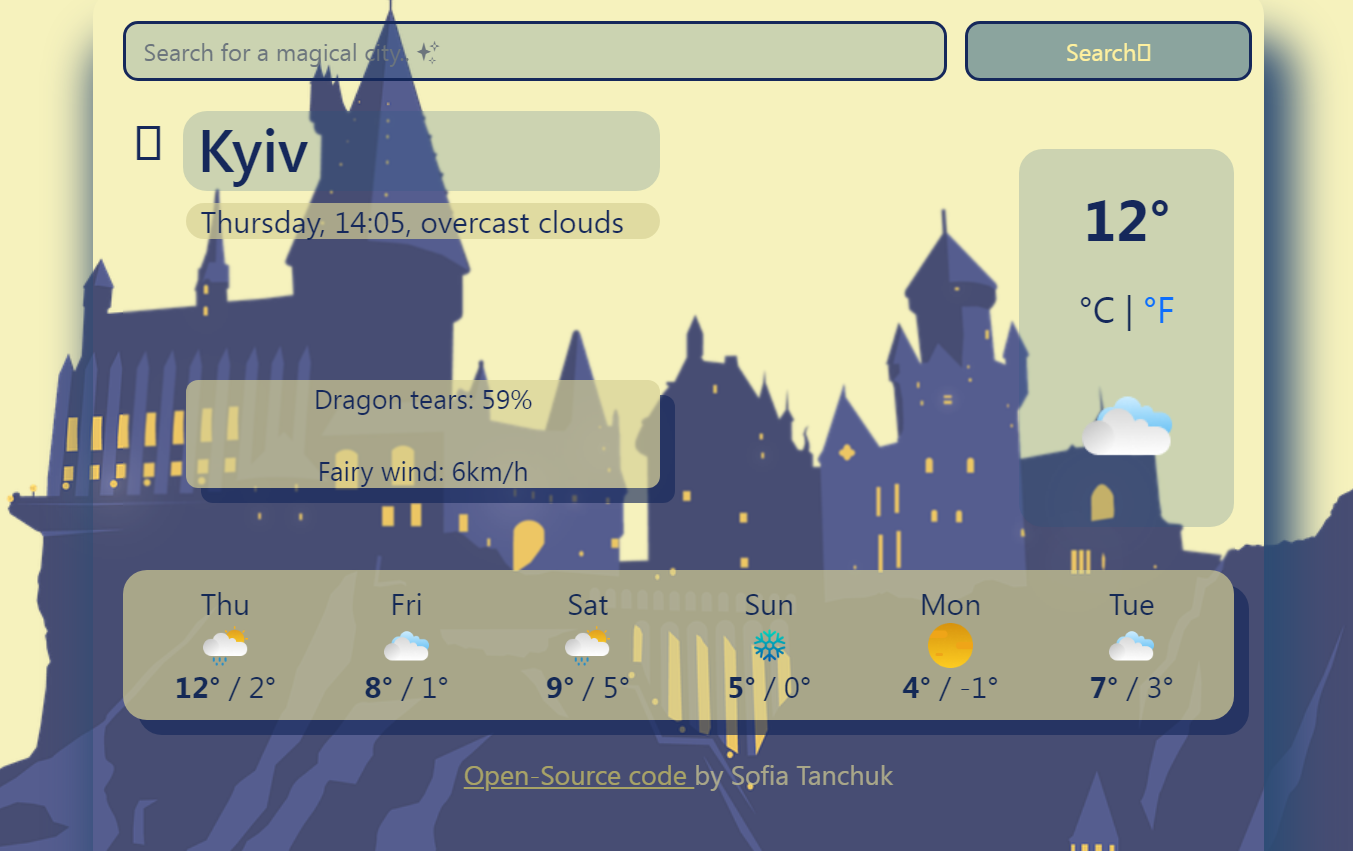 Search for a magical city.. ✨
Search
Kyiv
Thursday, 14:05, overcast clouds
12°
°C | °F
Dragon tears: 59%
Fairy wind: 6km/h
Thu Fri Sat Sun Mon Tue
12° / 2° 8° / 1° 9° / 5° 5° / 0° 4° / -1° 7° / 3°
Open-Source code by Sofia Tanchuk